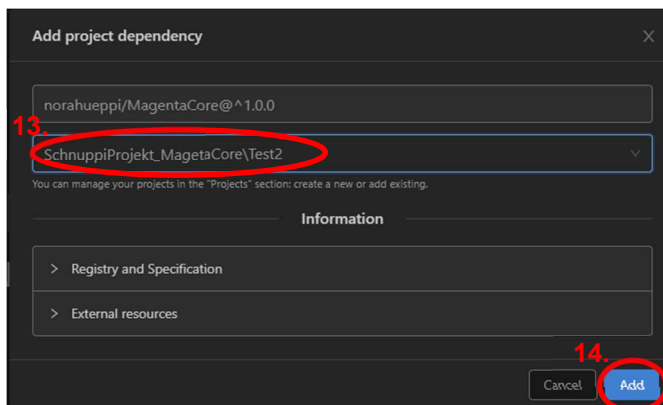 Add project dependency
norahueppi/MagentaCore@^1.0.0
13.
SchnuppiProjekt_MagetaCore\Test2
You can manage your projects in the "Projects" section: create a new or add existing.
Information
> Registry and Specification
> External resources
14.
Cancel Add